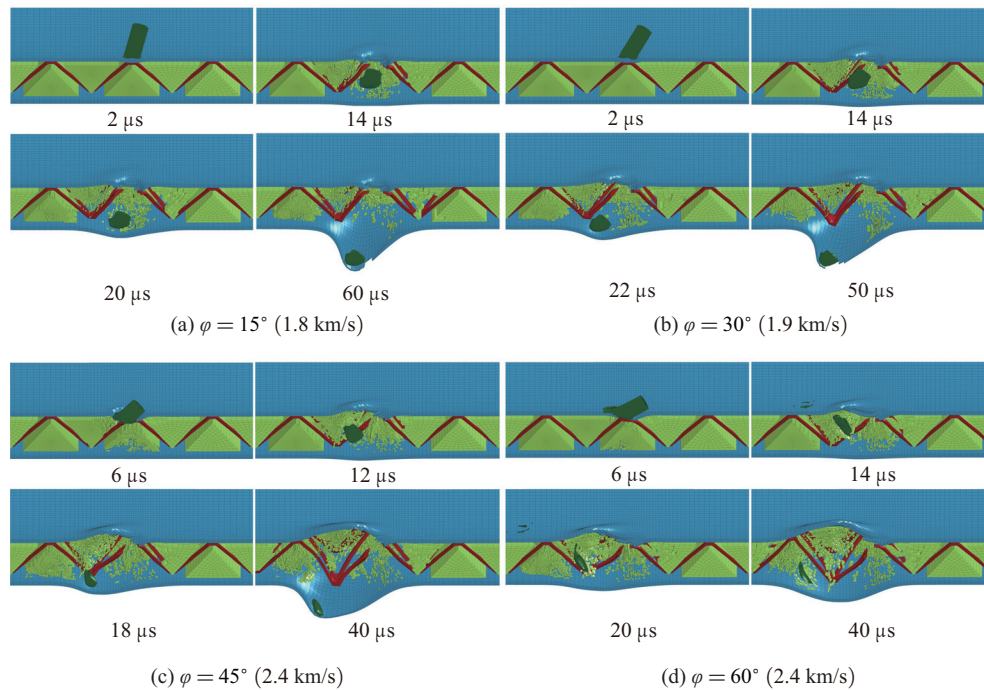 2 μs 14 μs 2 μs 14 μs
20 μs 60 μs 22 μs 50 μs
(a) φ = 15° (1.8 km/s) (b) φ = 30° (1.9 km/s)
6 μs 12 μs 6 μs 14 μs
18 μs 40 μs 20 μs 40 μs
(c) φ = 45° (2.4 km/s) (d) φ = 60° (2.4 km/s)